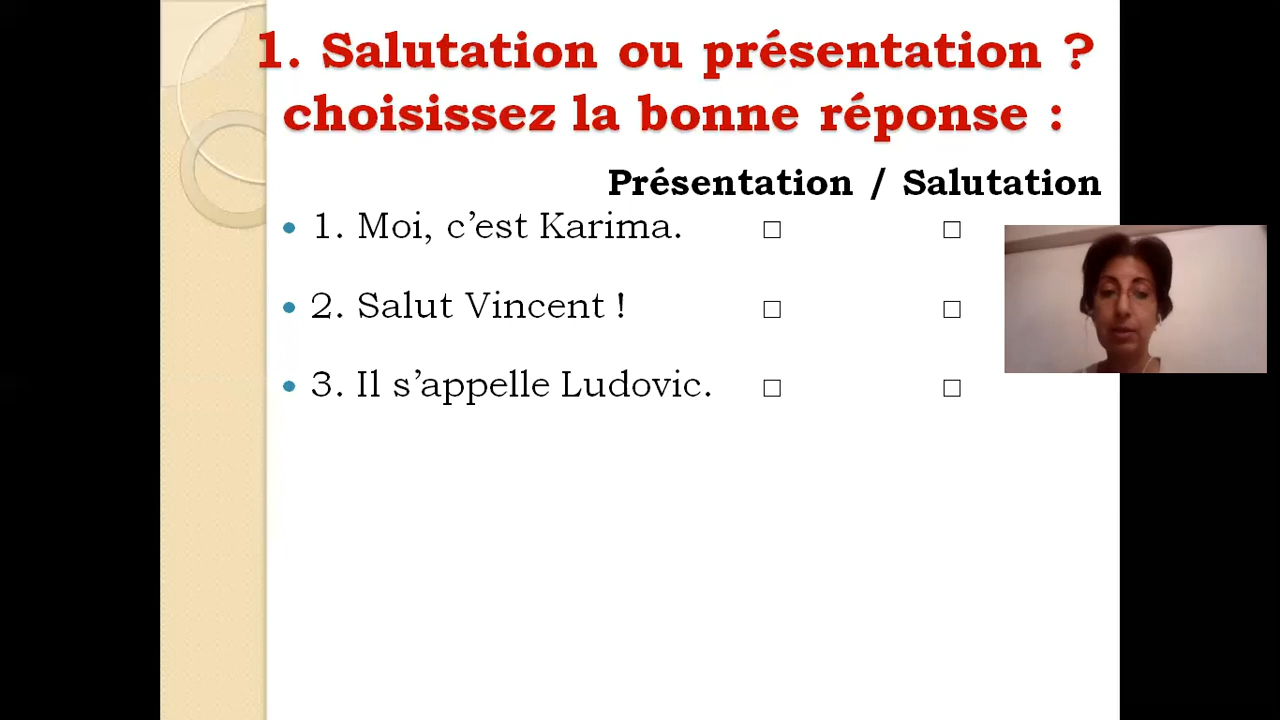 1. Salutation ou présentation ?
choisissez la bonne réponse :
Présentation / Salutation
• 1. Moi, c’est Karima. □ □
• 2. Salut Vincent ! □ □
• 3. Il s’appelle Ludovic. □ □